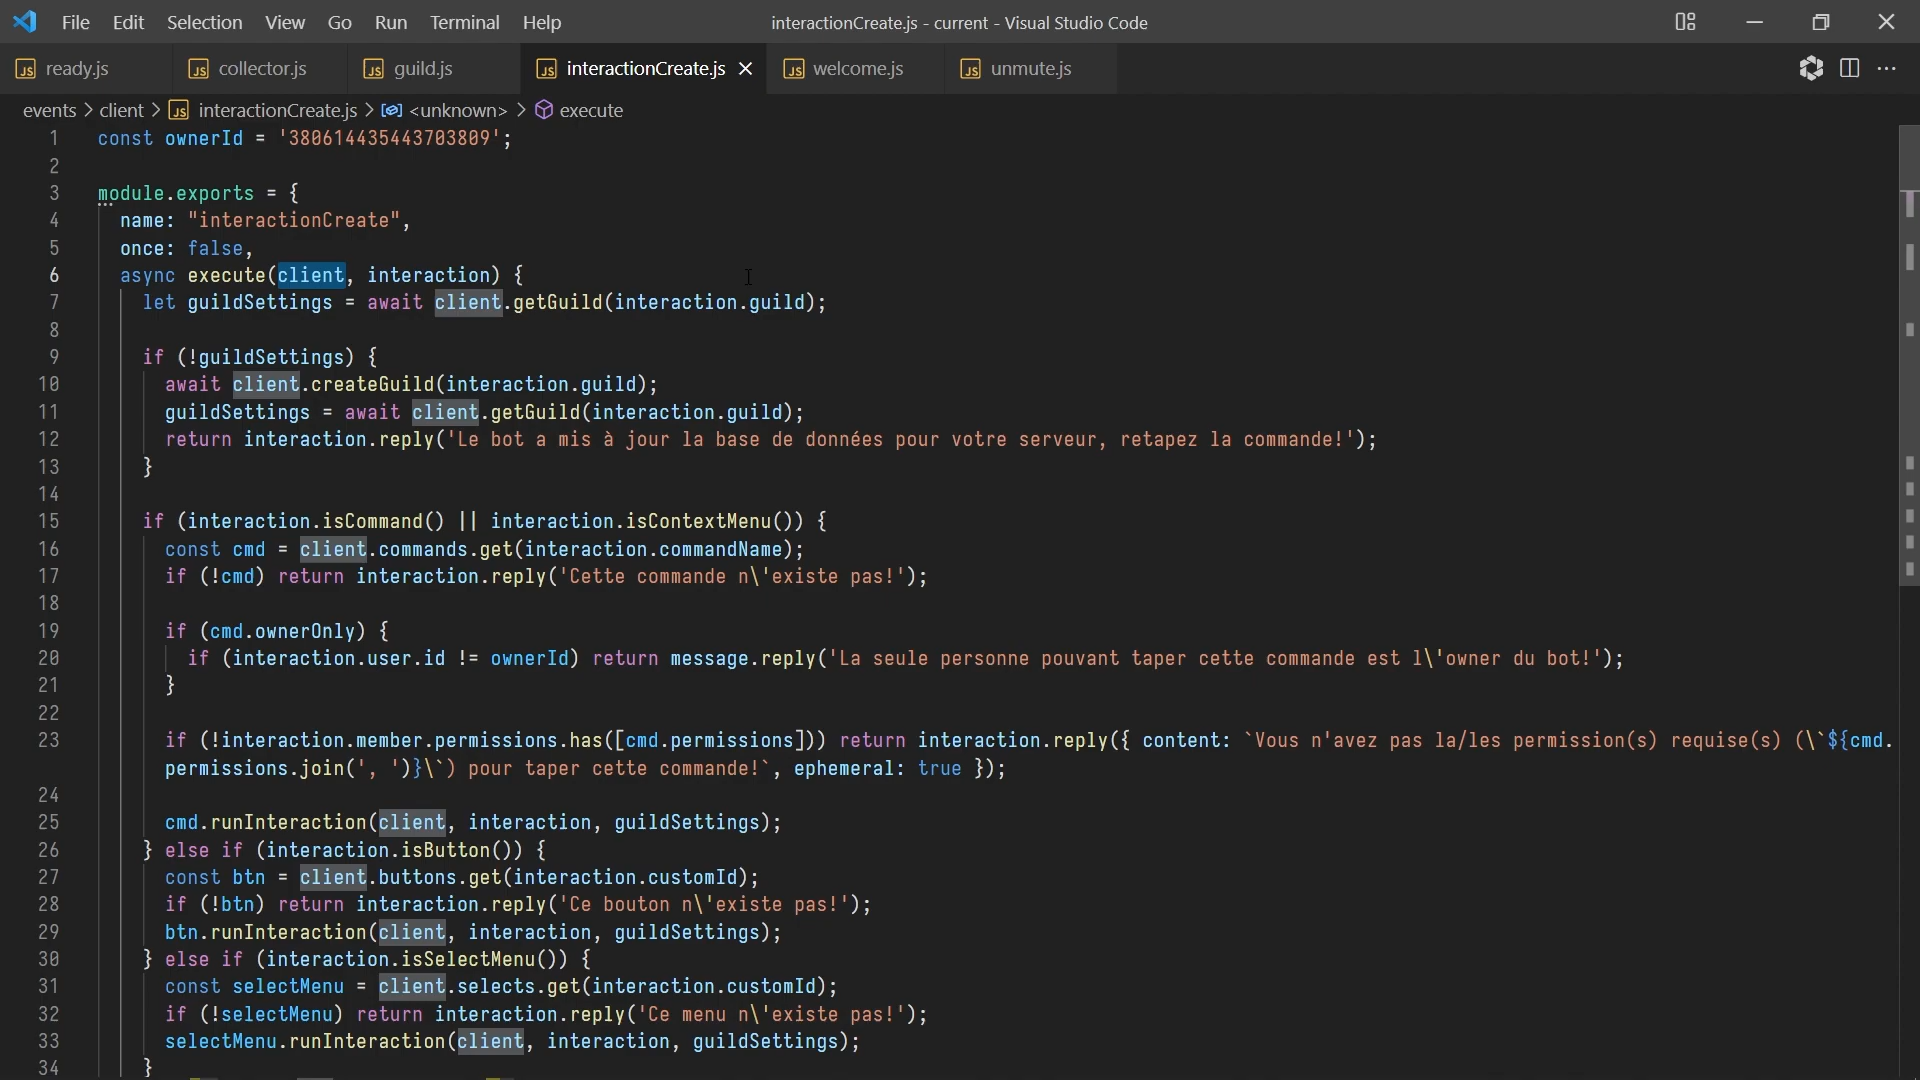 File Edit Selection View Go Run Terminal Help interactionCreate.js - current - Visual Studio Code
JS ready.js JS collector.js JS guild.js JS interactionCreate.js JS welcome.js JS unmute.js
events > client > JS interactionCreate.js > <unknown> > execute
1 const ownerId = '380614435443703809';
2
3 module.exports = {
4 name: "interactionCreate",
5 once: false,
6 async execute(client, interaction) {
7 let guildSettings = await client.getGuild(interaction.guild);
8
9 if (!guildSettings) {
10 await client.createGuild(interaction.guild);
11 guildSettings = await client.getGuild(interaction.guild);
12 return interaction.reply('Le bot a mis à jour la base de données pour votre serveur, retapez la commande!');
13 }
14
15 if (interaction.isCommand() || interaction.isContextMenu()) {
16 const cmd = client.commands.get(interaction.commandName);
17 if (!cmd) return interaction.reply('Cette commande n\'existe pas!');
18
19 if (cmd.ownerOnly) {
20 if (interaction.user.id != ownerId) return message.reply('La seule personne pouvant taper cette commande est l\'owner du bot!');
21 }
22
23 if (!interaction.member.permissions.has([cmd.permissions])) return interaction.reply({ content: `Vous n'avez pas la/les permission(s) requise(s) (\`${cmd.
permissions.join(', ')}\`) pour taper cette commande!`, ephemeral: true });
24
25 cmd.runInteraction(client, interaction, guildSettings);
26 } else if (interaction.isButton()) {
27 const btn = client.buttons.get(interaction.customId);
28 if (!btn) return interaction.reply('Ce bouton n\'existe pas!');
29 btn.runInteraction(client, interaction, guildSettings);
30 } else if (interaction.isSelectMenu()) {
31 const selectMenu = client.selects.get(interaction.customId);
32 if (!selectMenu) return interaction.reply('Ce menu n\'existe pas!');
33 selectMenu.runInteraction(client, interaction, guildSettings);
34 }